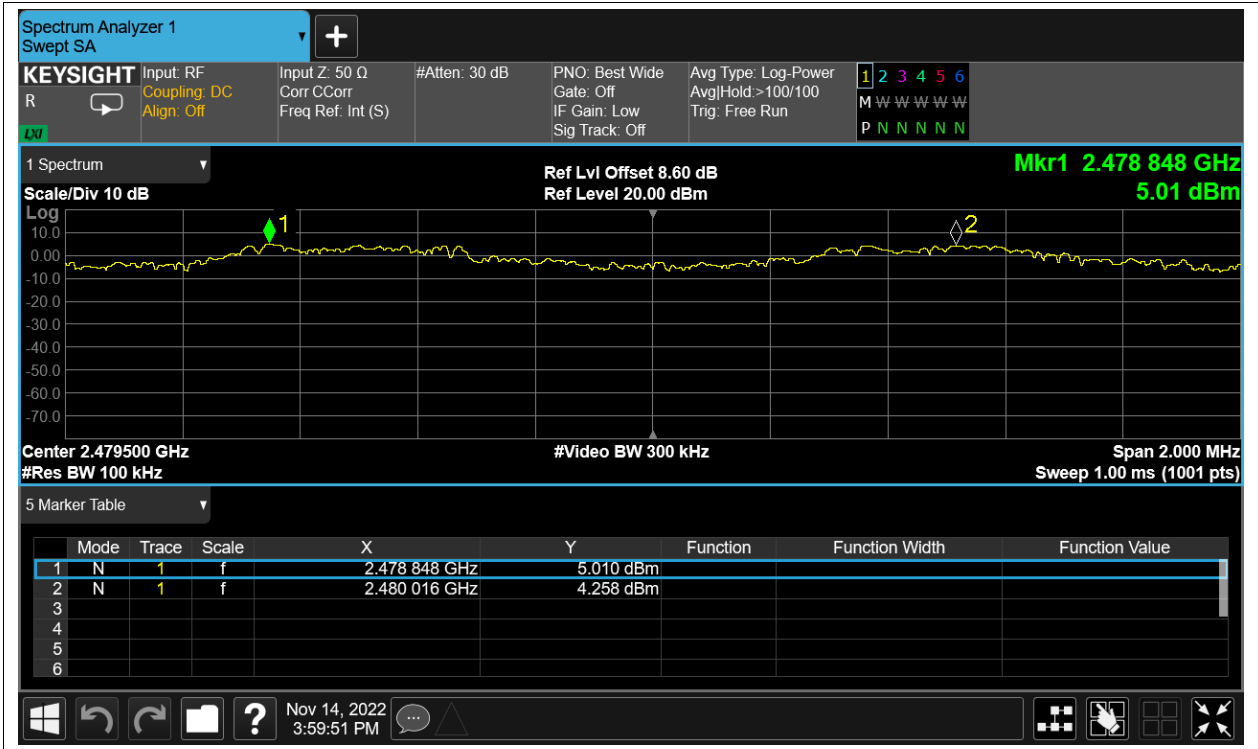 Spectrum Analyzer 1
Swept SA
KEYSIGHT
R
LXI
Input: RF
Coupling: DC
Align: Off
Input Z: 50 Ω
Corr CCorr
Freq Ref: Int (S)
#Atten: 30 dB
PNO: Best Wide
Gate: Off
IF Gain: Low
Sig Track: Off
Avg Type: Log-Power
Avg|Hold:>100/100
Trig: Free Run
1 2 3 4 5 6
M W W W W W
P N N N N N
1 Spectrum
Scale/Div 10 dB
Ref Lvl Offset 8.60 dB
Ref Level 20.00 dBm
Mkr1 2.478 848 GHz
5.01 dBm
Log
10.0
0.00
-10.0
-20.0
-30.0
-40.0
-50.0
-60.0
-70.0
1
2
Center 2.479500 GHz
#Res BW 100 kHz
#Video BW 300 kHz
Span 2.000 MHz
Sweep 1.00 ms (1001 pts)
5 Marker Table
Mode Trace Scale X Y Function Function Width Function Value
1 N 1 f 2.478 848 GHz 5.010 dBm
2 N 1 f 2.480 016 GHz 4.258 dBm
3
4
5
6
?
Nov 14, 2022
3:59:51 PM